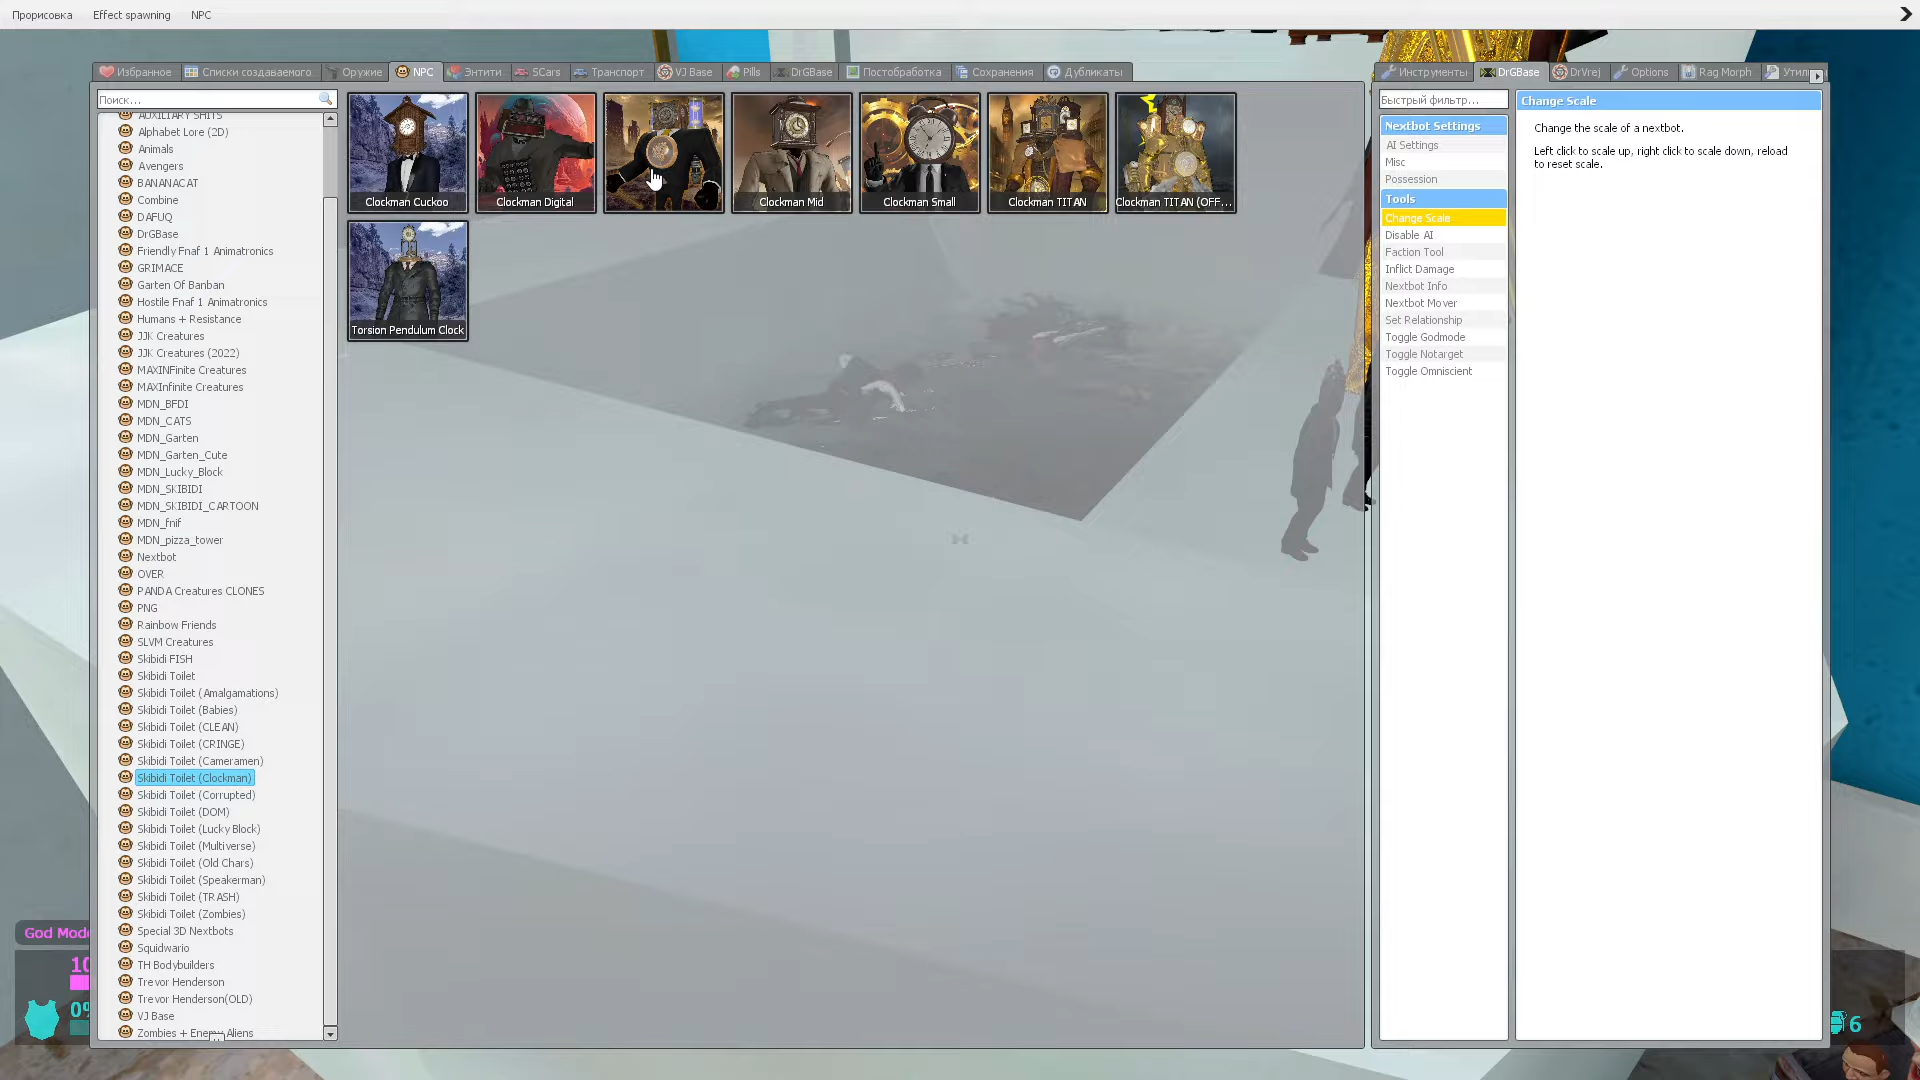 Прорисовка Effect spawning NPC
Избранное Списки создаваемого Оружие NPC Энтити SCars Транспорт VJ Base Pills DrGBase Постобработка Сохранения Дубликаты
Инструменты DrGBase DrVrej Options Rag Morph
Поиск...
AUXILIARY SHITS
Alphabet Lore (2D)
Animals
Avengers
BANANACAT
Combine
DAFUQ
DrGBase
Friendly Fnaf 1 Animatronics
GRIMACE
Garten Of Banban
Hostile Fnaf 1 Animatronics
Humans + Resistance
JJK Creatures
JJK Creatures (2022)
MAXINFinite Creatures
MAXInfinite Creatures
MDN_BFDI
MDN_CATS
MDN_Garten
MDN_Garten_Cute
MDN_Lucky_Block
MDN_SKIBIDI
MDN_SKIBIDI_CARTOON
MDN_fnif
MDN_pizza_tower
Nextbot
OVER
PANDA Creatures CLONES
PNG
Rainbow Friends
SLVM Creatures
Skibidi FISH
Skibidi Toilet
Skibidi Toilet (Amalgamations)
Skibidi Toilet (Babies)
Skibidi Toilet (CLEAN)
Skibidi Toilet (CRINGE)
Skibidi Toilet (Cameramen)
Skibidi Toilet (Clockman)
Skibidi Toilet (Corrupted)
Skibidi Toilet (DOM)
Skibidi Toilet (Lucky Block)
Skibidi Toilet (Multiverse)
Skibidi Toilet (Old Chars)
Skibidi Toilet (Speakerman)
Skibidi Toilet (TRASH)
Skibidi Toilet (Zombies)
Special 3D Nextbots
Squidwario
TH Bodybuilders
Trevor Henderson
Trevor Henderson(OLD)
VJ Base
Zombies + Enemy Aliens
Clockman Cuckoo
Clockman Digital
Clockman Mid
Clockman Small
Clockman TITAN
Clockman TITAN (OFF...
Torsion Pendulum Clock
Быстрый фильтр...
Nextbot Settings
AI Settings
Misc
Possession
Tools
Change Scale
Disable AI
Faction Tool
Inflict Damage
Nextbot Info
Nextbot Mover
Set Relationship
Toggle Godmode
Toggle Notarget
Toggle Omniscient
Change Scale
Change the scale of a nextbot.
Left click to scale up, right click to scale down, reload
to reset scale.
God Mode
10
0%
6